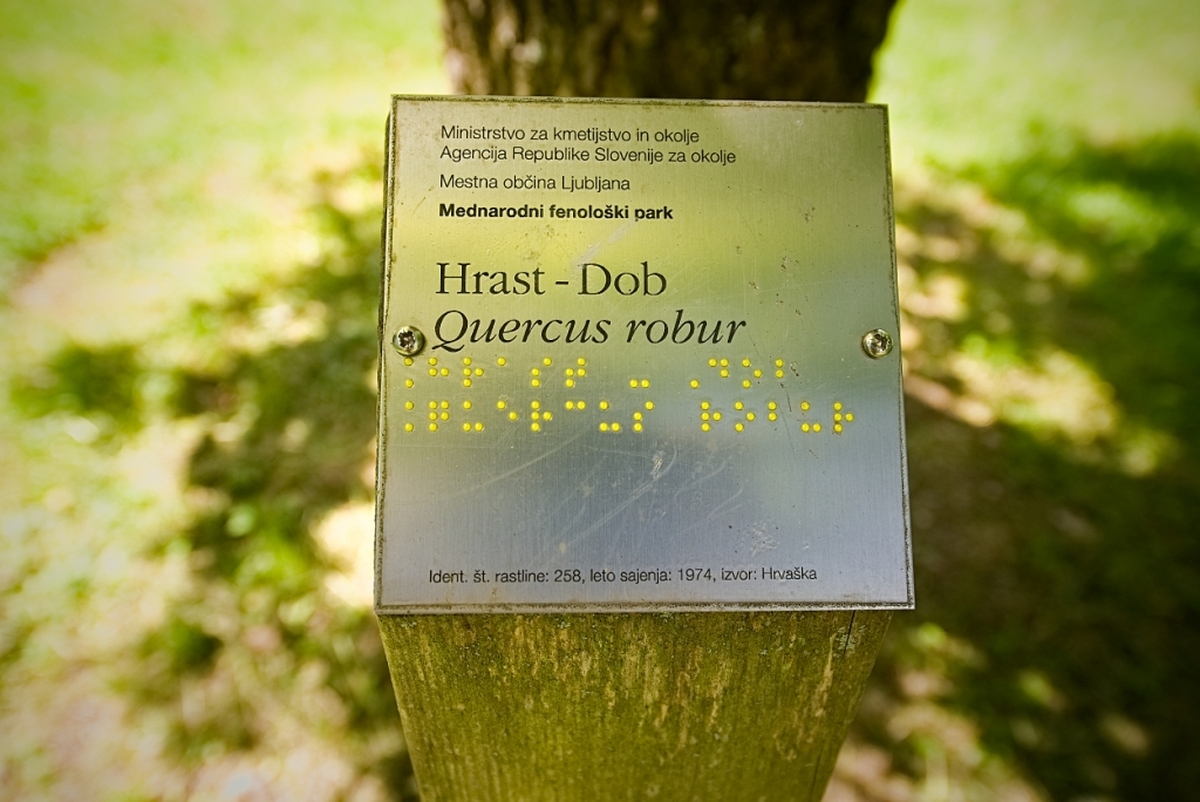 Ministrstvo za kmetijstvo in okolje
Agencija Republike Slovenije za okolje
Mestna občina Ljubljana
Mednarodni fenološki park
Hrast - Dob
Quercus robur
Ident. št. rastline: 258, leto sajenja: 1974, izvor: Hrvaška